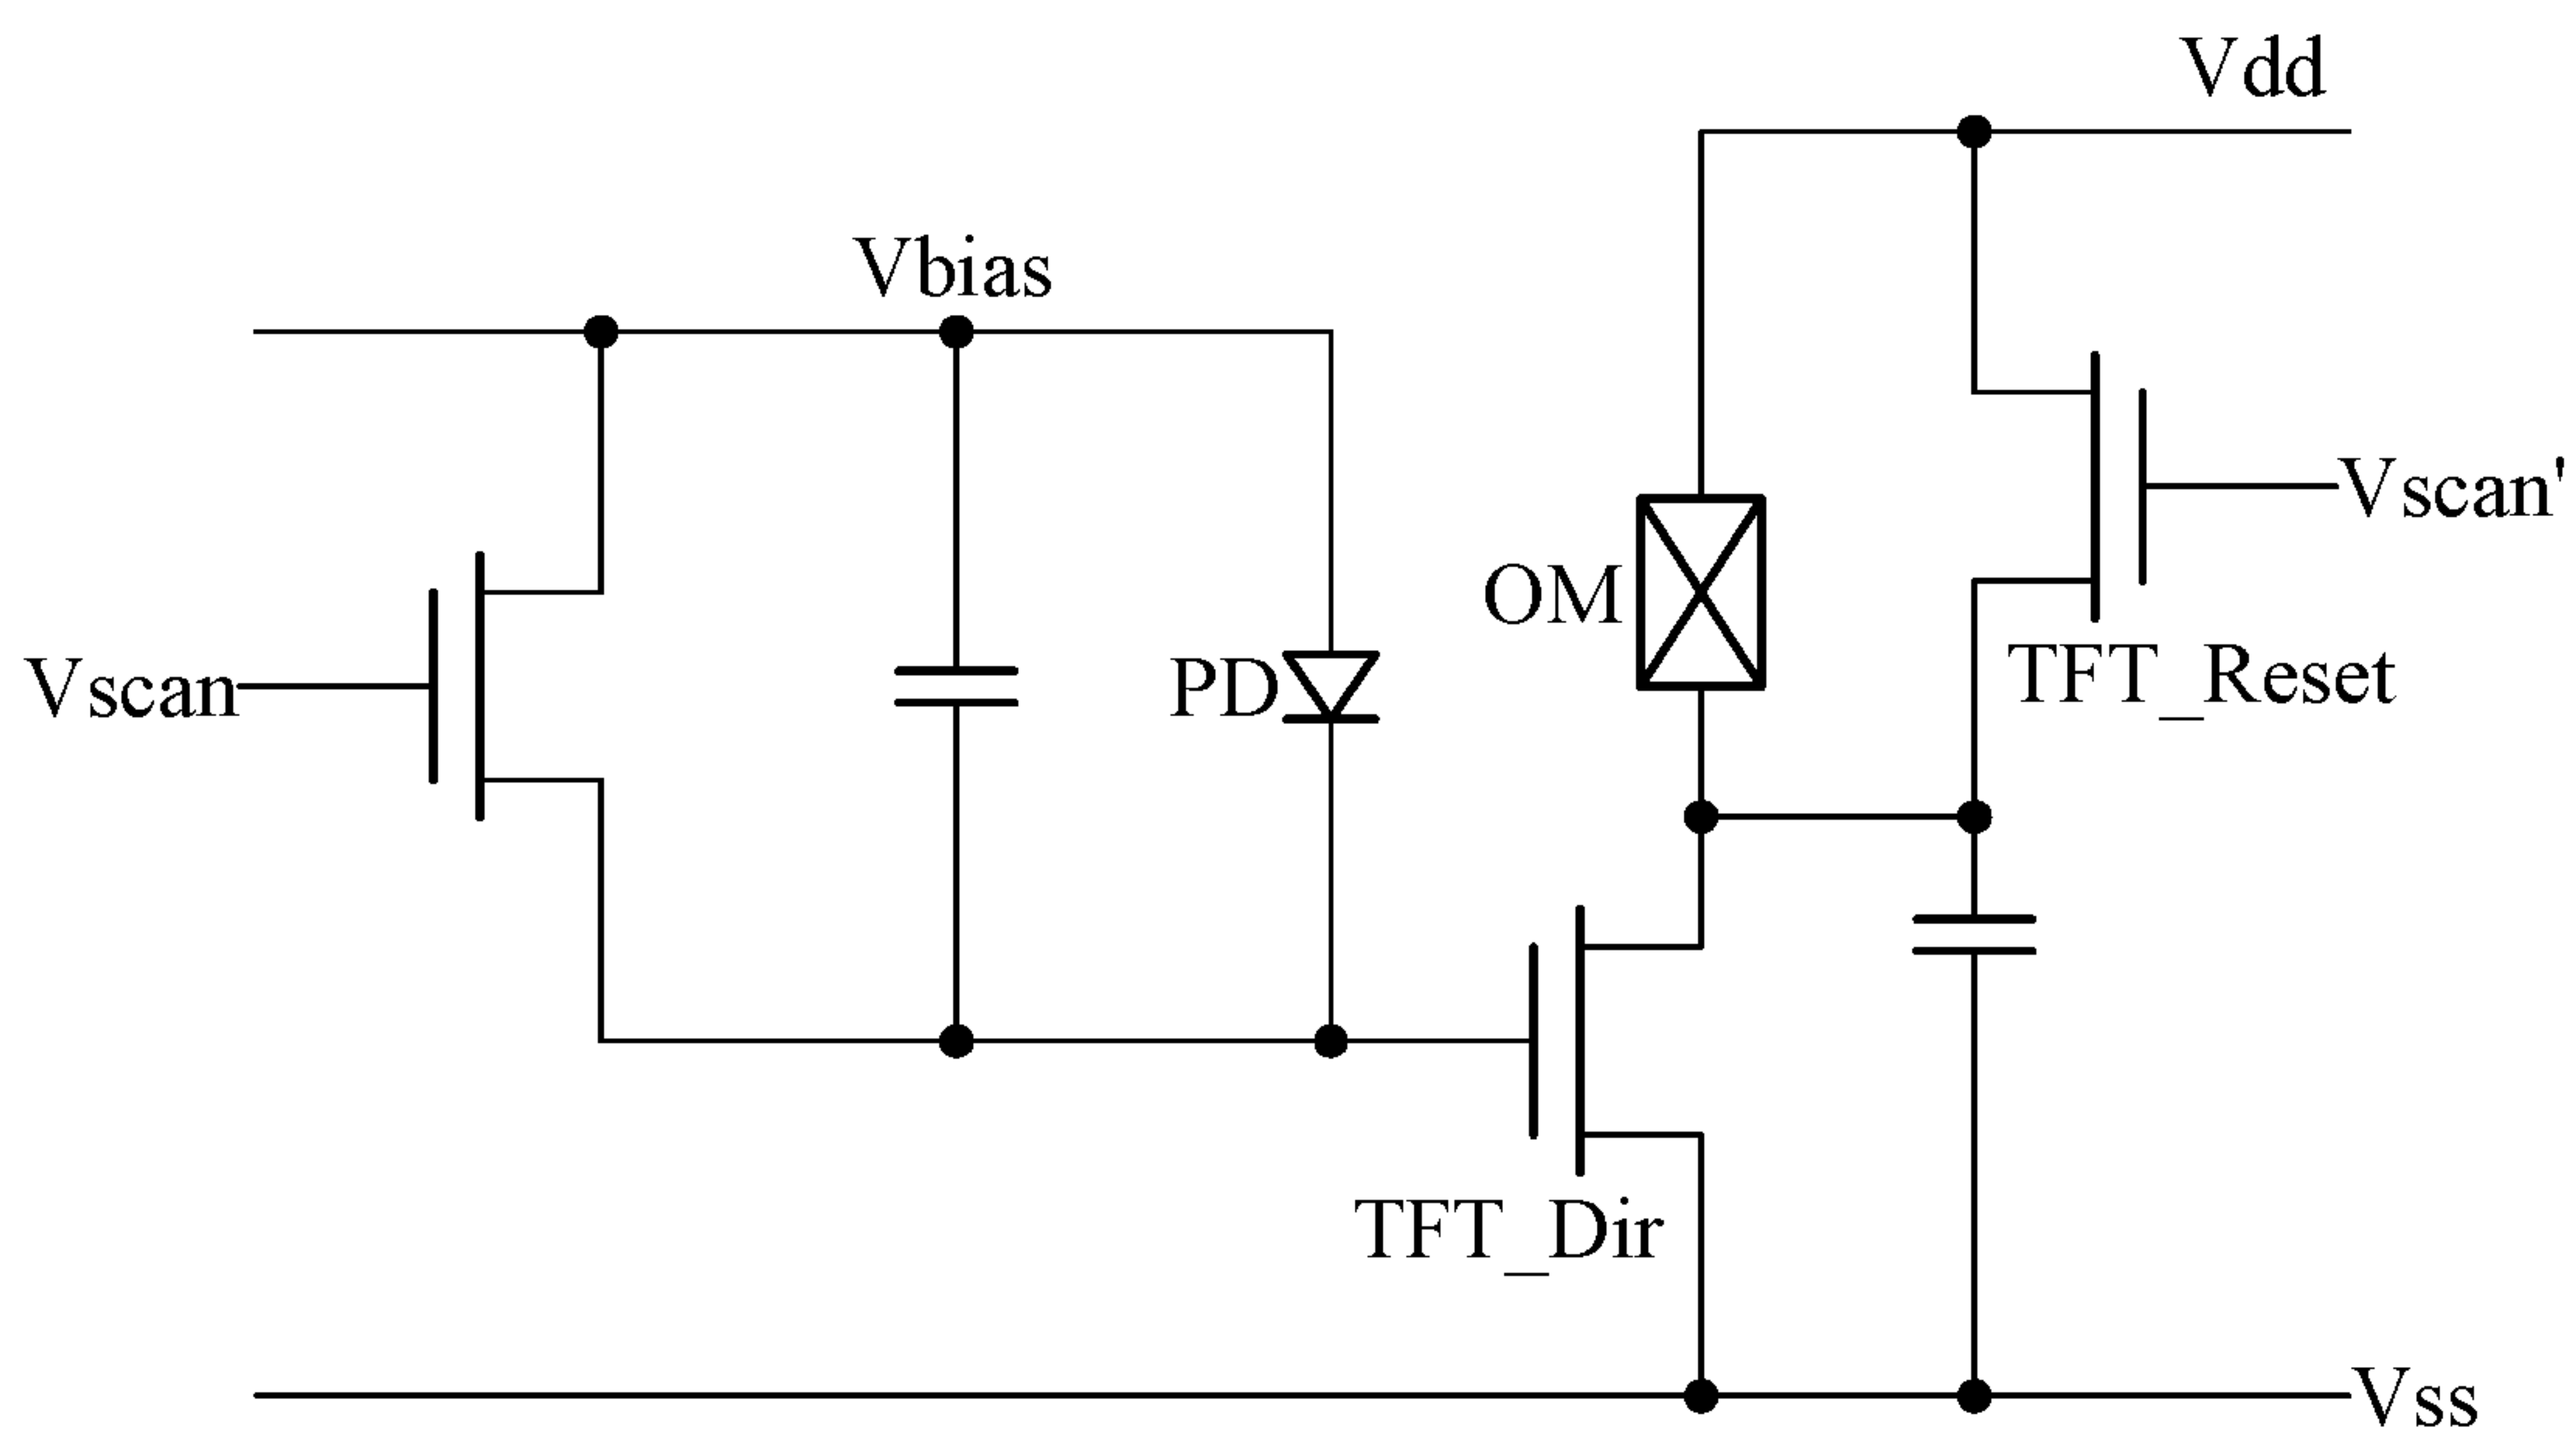 Vdd
Vbias
Vscan'
OM
TFT_Reset
Vscan
PD
TFT_Dir
Vss